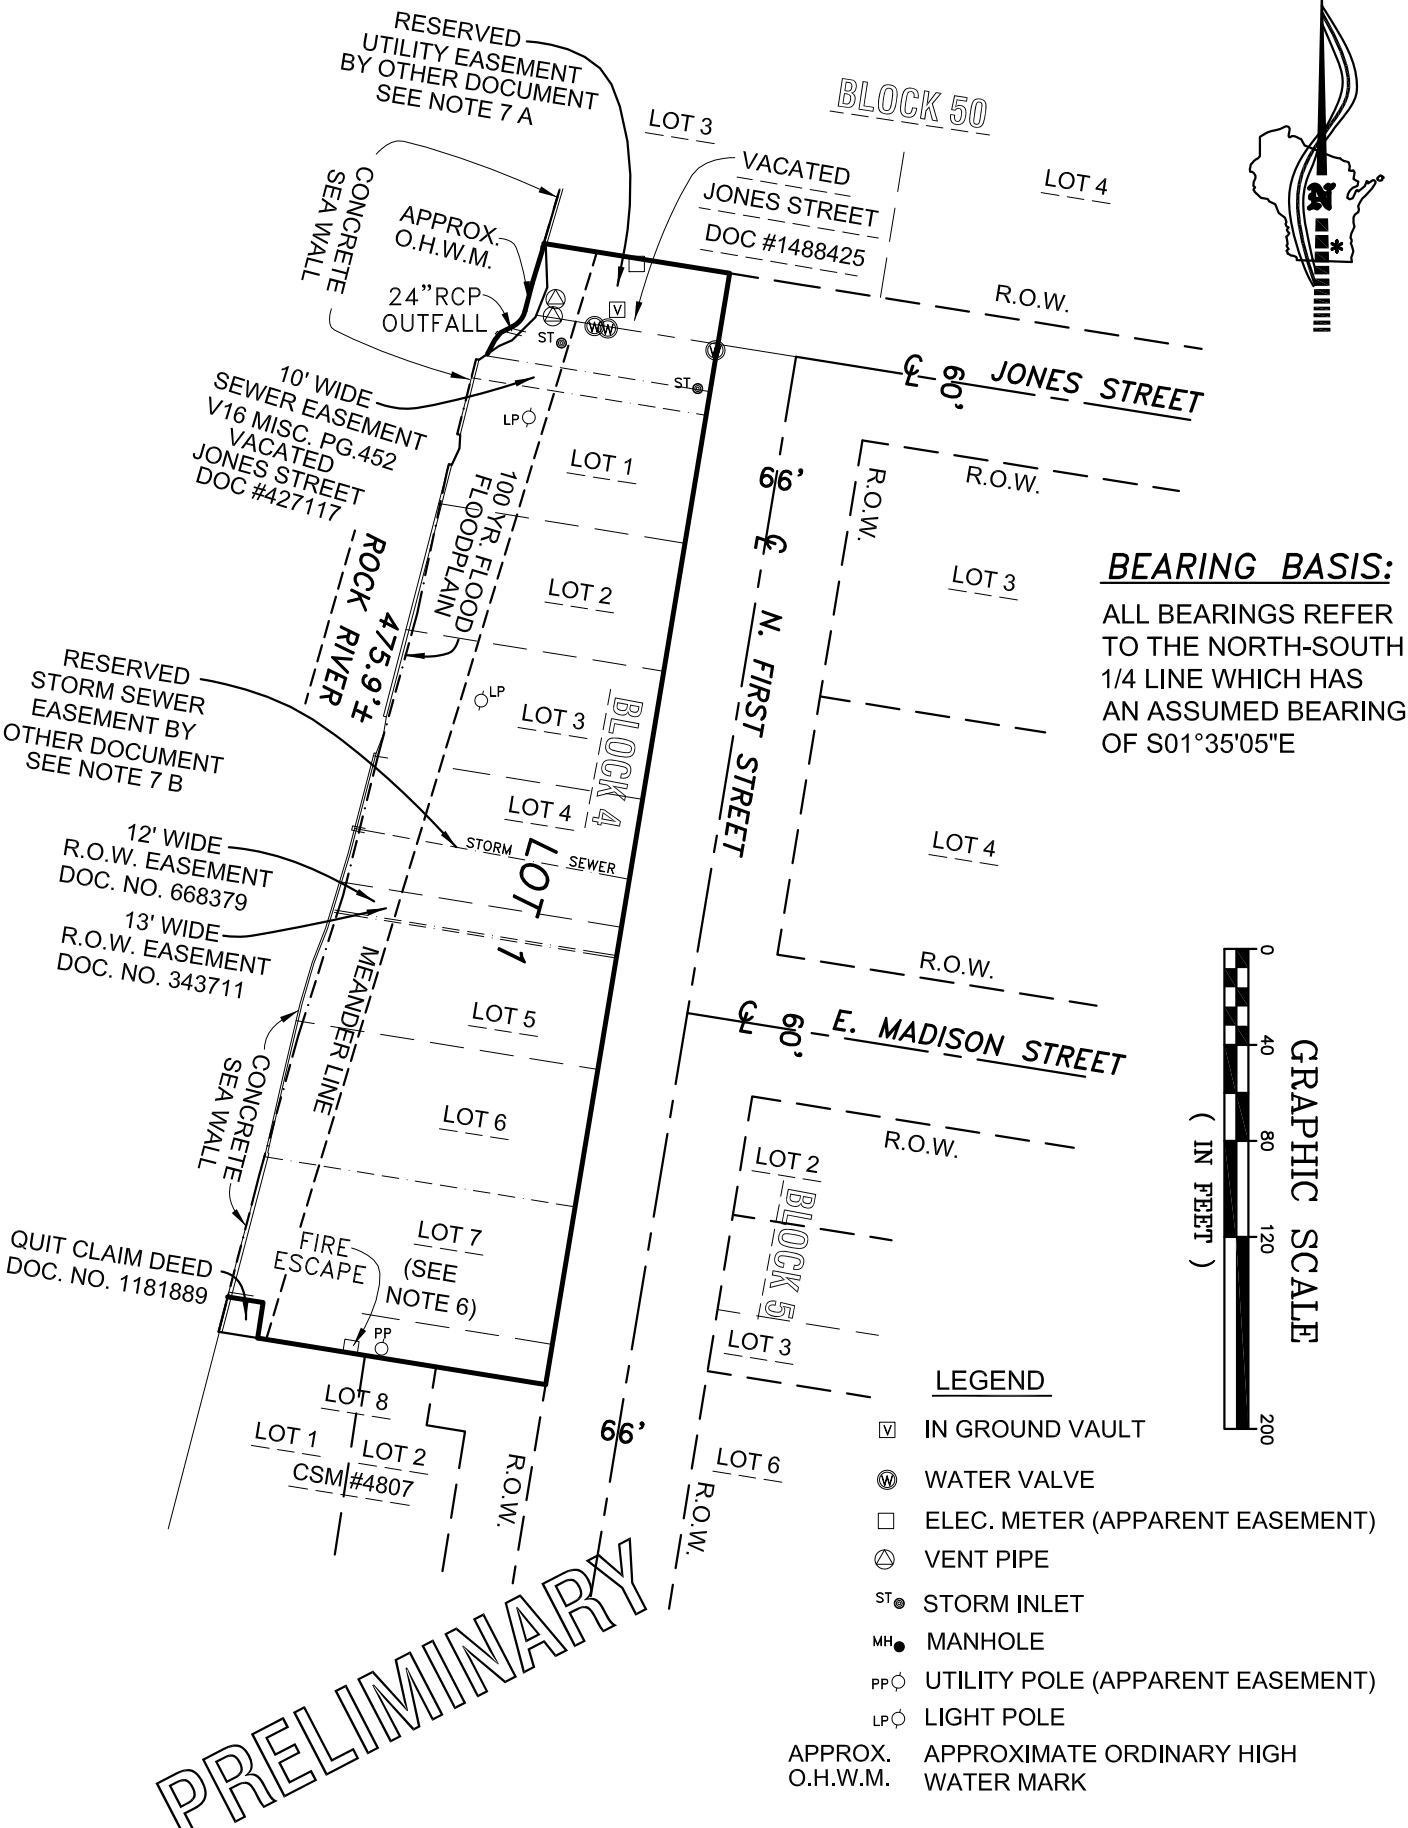 RESERVED
UTILITY EASEMENT
BY OTHER DOCUMENT
SEE NOTE 7 A
LOT 3
BLOCK 50
LOT 4
VACATED
JONES STREET
DOC #1488425
N
*
CONCRETE
SEA WALL
APPROX.
O.H.W.M.
24"RCP
OUTFALL
V
W
W
W
ST
ST
R.O.W.
℄ 60' JONES STREET
10' WIDE
SEWER EASEMENT
V16 MISC. PG.452
VACATED
JONES STREET
DOC #427117
LP
LOT 1
66'
R.O.W.
R.O.W.
100 YR. FLOOD
FLOODPLAIN
ROCK RIVER
475.9'±
LOT 2
℄ N. FIRST STREET
LOT 3
BEARING BASIS:
ALL BEARINGS REFER
TO THE NORTH-SOUTH
1/4 LINE WHICH HAS
AN ASSUMED BEARING
OF S01°35'05"E
RESERVED
STORM SEWER
EASEMENT BY
OTHER DOCUMENT
SEE NOTE 7 B
LP
LOT 3
BLOCK 4
LOT 4
STORM SEWER
LOT 1
LOT 4
12' WIDE
R.O.W. EASEMENT
DOC. NO. 668379
13' WIDE
R.O.W. EASEMENT
DOC. NO. 343711
MEANDER LINE
LOT 5
R.O.W.
℄ 60' E. MADISON STREET
R.O.W.
0
40
80
120
200
GRAPHIC SCALE
( IN FEET )
CONCRETE
SEA WALL
LOT 6
LOT 2
BLOCK 5
LOT 3
QUIT CLAIM DEED
DOC. NO. 1181889
FIRE
ESCAPE
LOT 7
(SEE
NOTE 6)
PP
LOT 8
LOT 1
LOT 2
CSM #4807
R.O.W.
66'
R.O.W.
LOT 6
LEGEND
V IN GROUND VAULT
W WATER VALVE
ELEC. METER (APPARENT EASEMENT)
VENT PIPE
ST STORM INLET
MH MANHOLE
PP UTILITY POLE (APPARENT EASEMENT)
LP LIGHT POLE
APPROX. APPROXIMATE ORDINARY HIGH
O.H.W.M. WATER MARK
PRELIMINARY